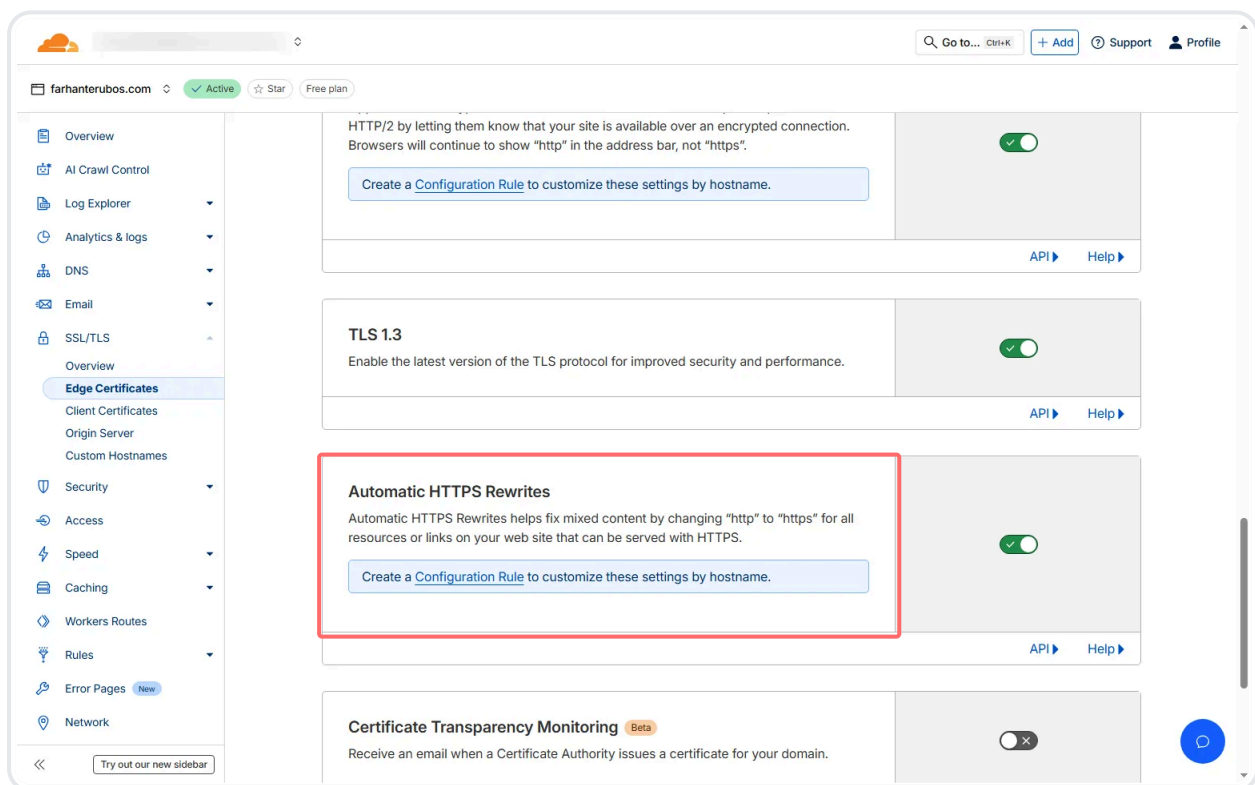 Go to... Ctrl+K
+ Add
Support
Profile
farhanterubos.com
Active
Star
Free plan
Overview
AI Crawl Control
Log Explorer
Analytics & logs
DNS
Email
SSL/TLS
Overview
Edge Certificates
Client Certificates
Origin Server
Custom Hostnames
Security
Access
Speed
Caching
Workers Routes
Rules
Error Pages New
Network
Try out our new sidebar
HTTP/2 by letting them know that your site is available over an encrypted connection.
Browsers will continue to show “http” in the address bar, not “https”.
Create a Configuration Rule to customize these settings by hostname.
API
Help
TLS 1.3
Enable the latest version of the TLS protocol for improved security and performance.
API
Help
Automatic HTTPS Rewrites
Automatic HTTPS Rewrites helps fix mixed content by changing “http” to “https” for all
resources or links on your web site that can be served with HTTPS.
Create a Configuration Rule to customize these settings by hostname.
API
Help
Certificate Transparency Monitoring Beta
Receive an email when a Certificate Authority issues a certificate for your domain.